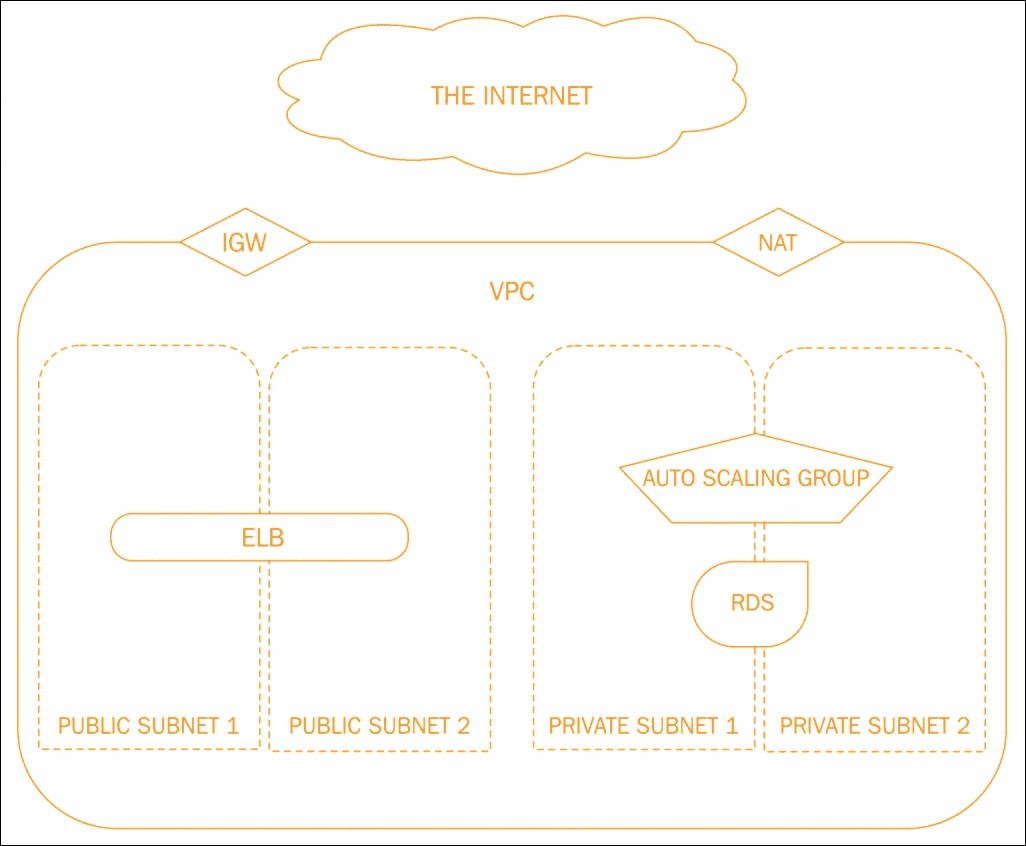 THE INTERNET
IGW
NAT
VPC
AUTO SCALING GROUP
ELB
RDS
PUBLIC SUBNET 1
PUBLIC SUBNET 2
PRIVATE SUBNET 1
PRIVATE SUBNET 2